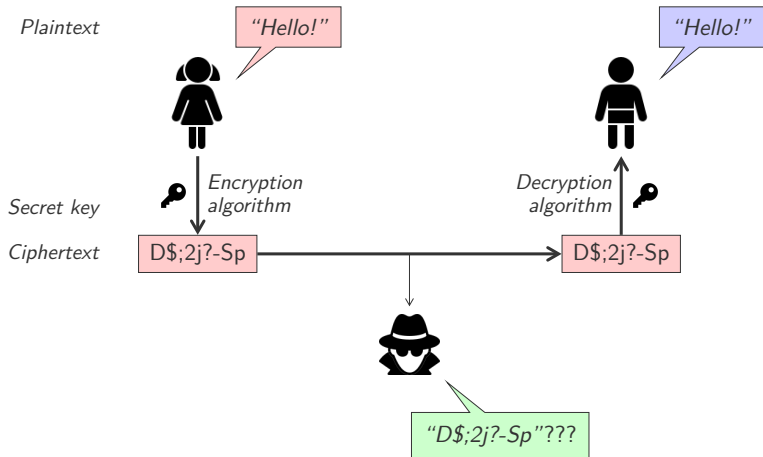 Plaintext
“Hello!”
“Hello!”
Encryption
algorithm
Decryption
algorithm
Secret key
Ciphertext
D$;2j?-Sp
D$;2j?-Sp
“D$;2j?-Sp”???